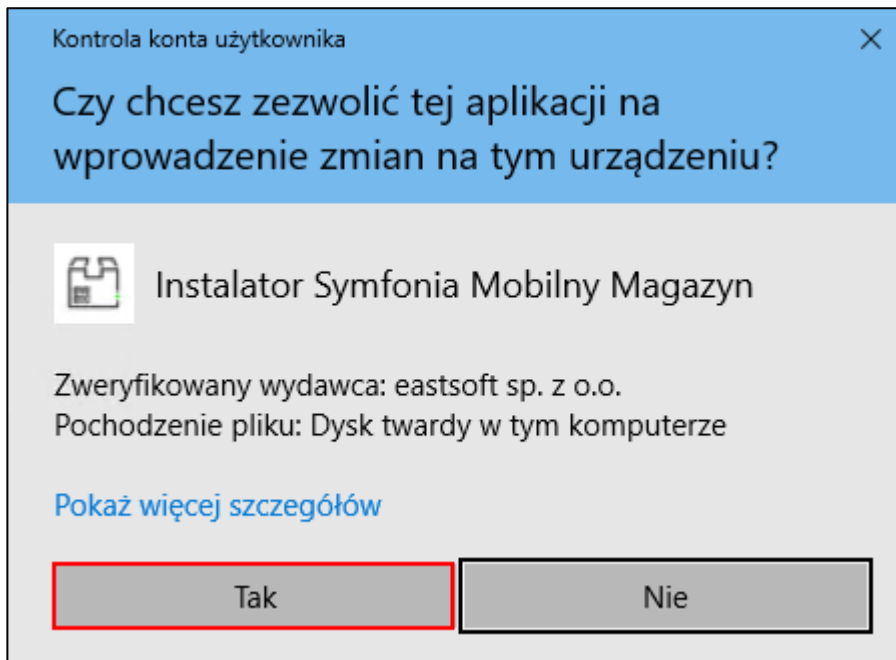 Kontrola konta użytkownika
Czy chcesz zezwolić tej aplikacji na
wprowadzenie zmian na tym urządzeniu?
Instalator Symfonia Mobilny Magazyn
Zweryfikowany wydawca: eastsoft sp. z o.o.
Pochodzenie pliku: Dysk twardy w tym komputerze
Pokaż więcej szczegółów
Tak
Nie